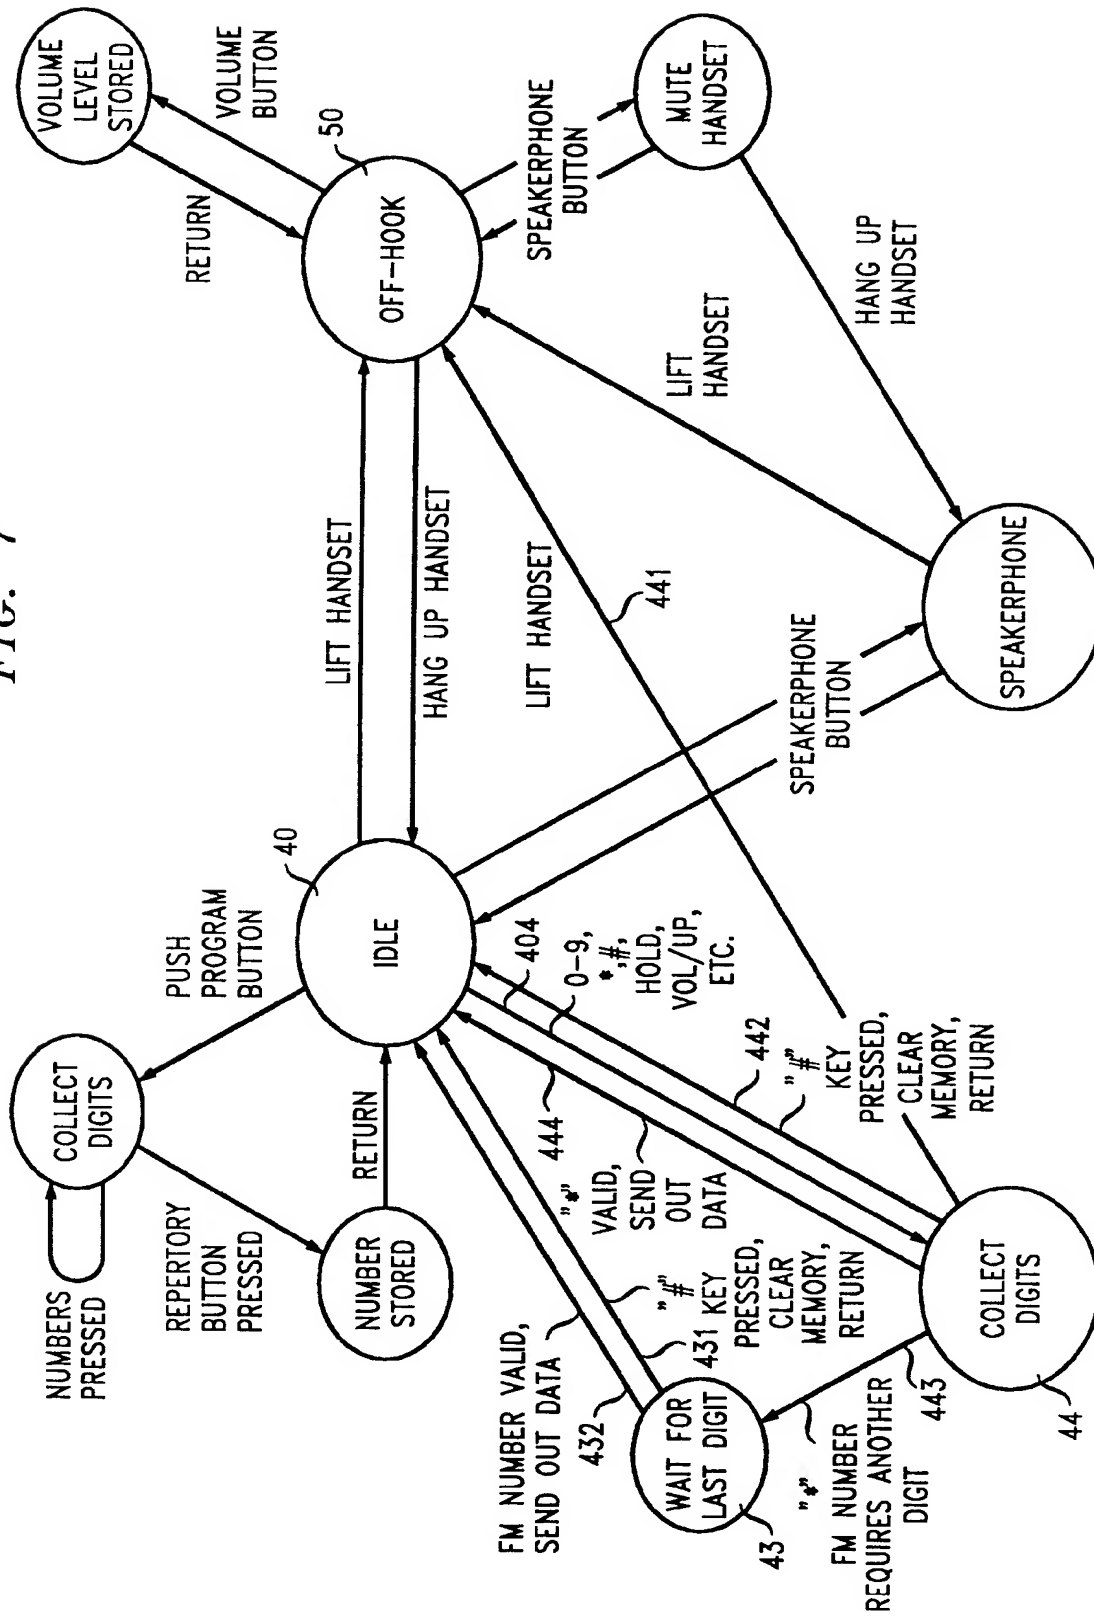 FIG. 7
NUMBERS
PRESSED
COLLECT
DIGITS
PUSH
PROGRAM
BUTTON
REPERTORY
BUTTON
PRESSED
NUMBER
STORED
RETURN
40
IDLE
LIFT HANDSET
HANG UP HANDSET
50
OFF-HOOK
RETURN
VOLUME
BUTTON
VOLUME
LEVEL
STORED
SPEAKERPHONE
BUTTON
MUTE
HANDSET
HANG UP
HANDSET
LIFT
HANDSET
LIFT HANDSET
441
SPEAKERPHONE
BUTTON
SPEAKERPHONE
404
0-9,
*,#,
HOLD,
VOL/UP,
ETC.
442
"#"
KEY
PRESSED,
CLEAR
MEMORY,
RETURN
444
"*"
VALID,
SEND
OUT
DATA
FM NUMBER VALID,
SEND OUT DATA
432
431
"#"
KEY
PRESSED,
CLEAR
MEMORY,
RETURN
WAIT FOR
LAST DIGIT
43
"*"
FM NUMBER
REQUIRES ANOTHER
DIGIT
443
COLLECT
DIGITS
44